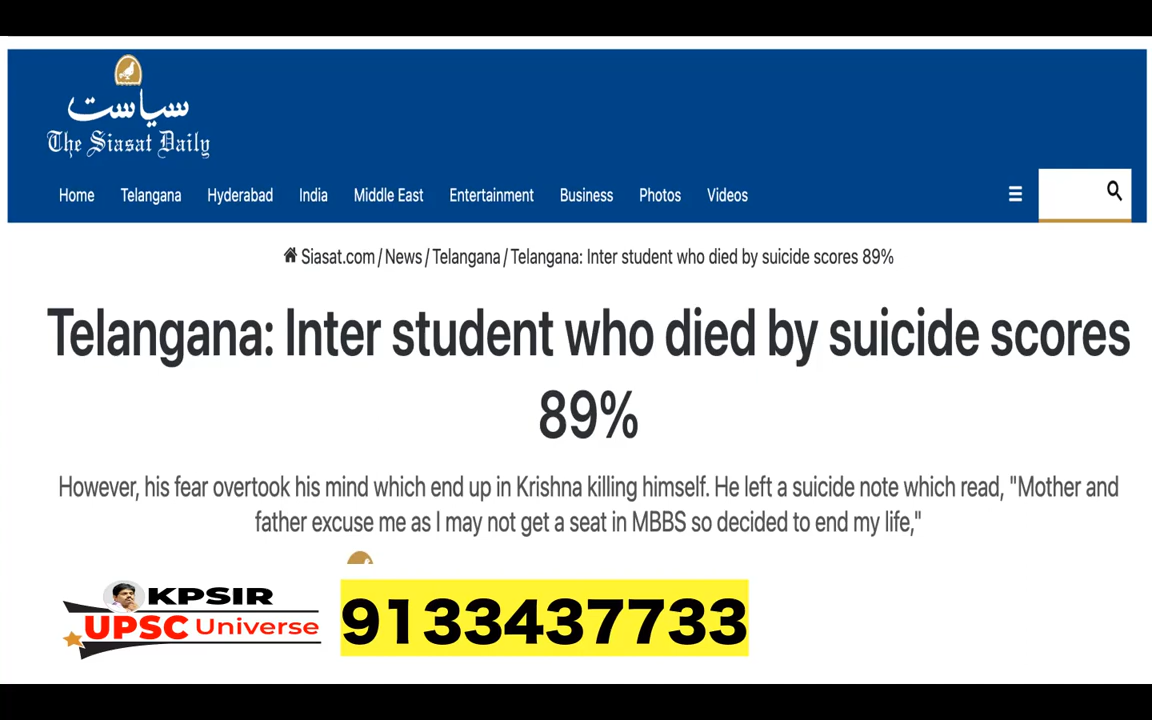 سیاست
The Siasat Daily
Home Telangana Hyderabad India Middle East Entertainment Business Photos Videos
Siasat.com / News / Telangana / Telangana: Inter student who died by suicide scores 89%
Telangana: Inter student who died by suicide scores
89%
However, his fear overtook his mind which end up in Krishna killing himself. He left a suicide note which read, "Mother and
father excuse me as I may not get a seat in MBBS so decided to end my life,"
KPSIR
UPSC Universe
9133437733